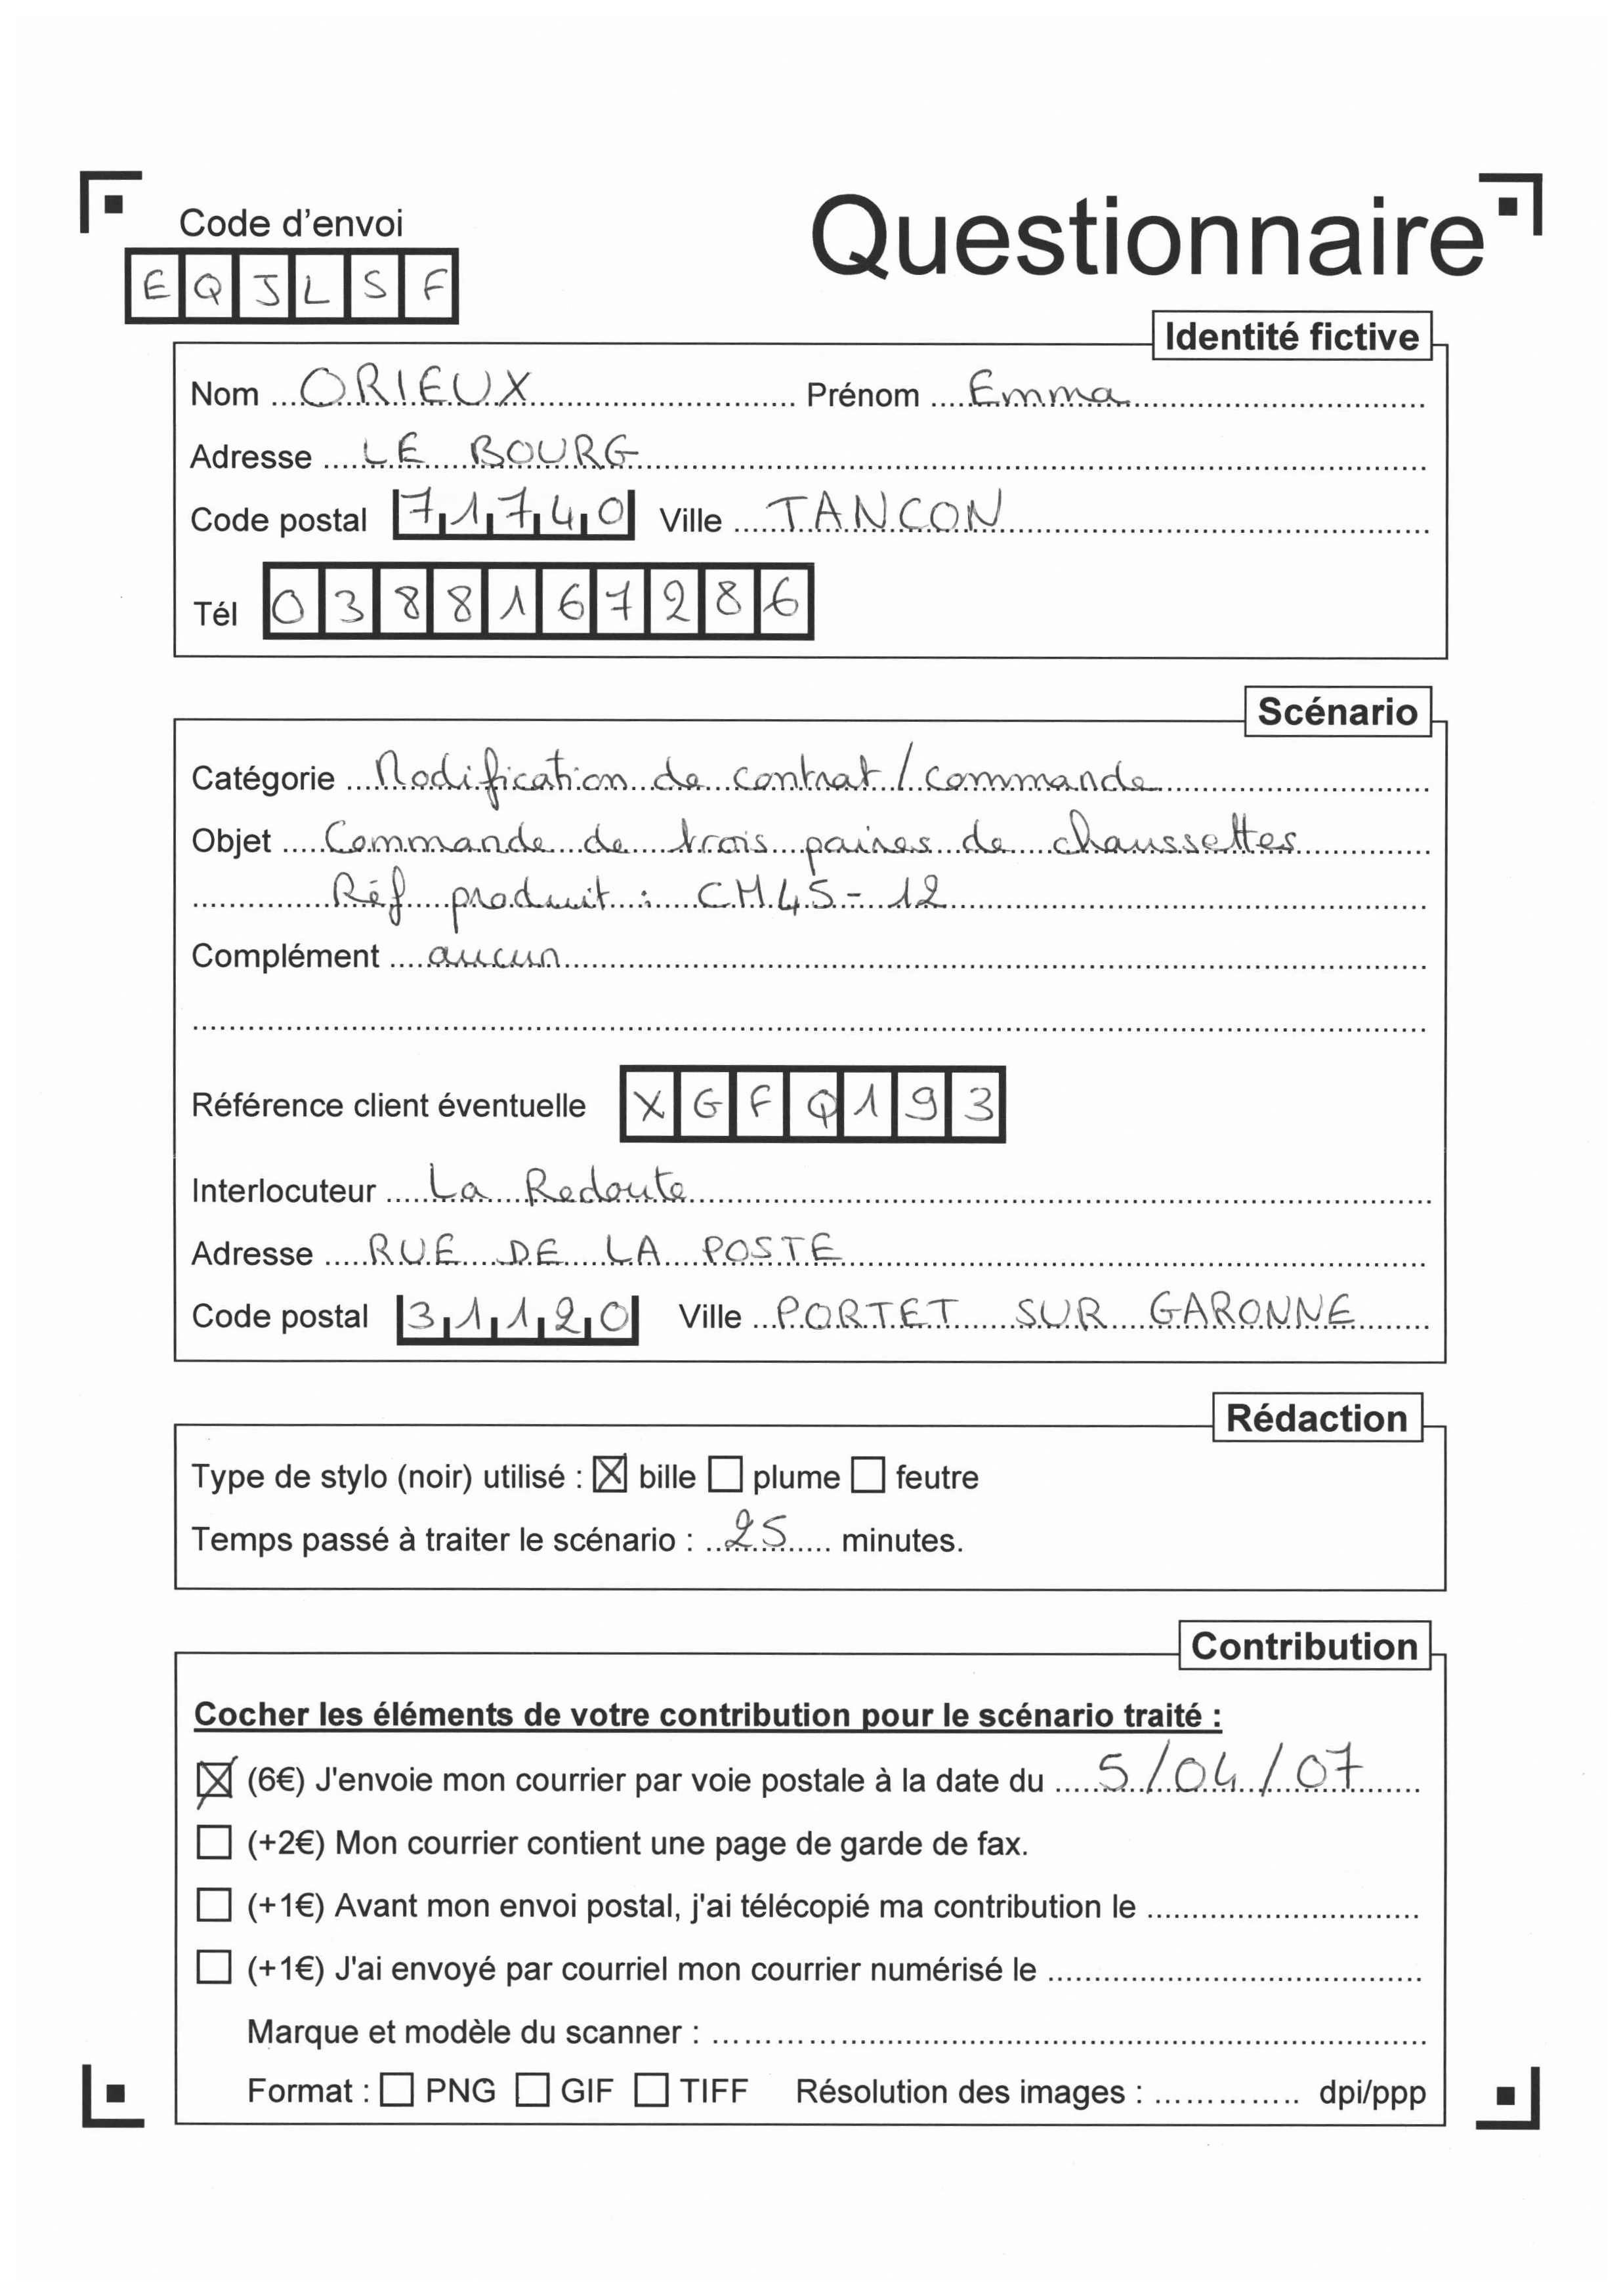 Code d'envoi
Questionnaire
E Q J L S F
Identité fictive
Nom ORIEUX Prénom Emma
Adresse LE BOURG
Code postal 71740 Ville TANCON
Tél 0388167286
Scénario
Catégorie Modification de contrat / commande
Objet Commande de trois paires de chaussettes
Réf produit : CH45-12
Complément aucun
Référence client éventuelle X G F Q 1 9 3
Interlocuteur La Redoute
Adresse RUE DE LA POSTE
Code postal 31120 Ville PORTET SUR GARONNE
Rédaction
Type de stylo (noir) utilisé : ☒ bille ☐ plume ☐ feutre
Temps passé à traiter le scénario : 25 minutes.
Contribution
Cocher les éléments de votre contribution pour le scénario traité :
☒ (6€) J'envoie mon courrier par voie postale à la date du 5/04/07
☐ (+2€) Mon courrier contient une page de garde de fax.
☐ (+1€) Avant mon envoi postal, j'ai télécopié ma contribution le ..............................
☐ (+1€) J'ai envoyé par courriel mon courrier numérisé le ..............................
Marque et modèle du scanner : ..............................
Format : ☐ PNG ☐ GIF ☐ TIFF Résolution des images : .............. dpi/ppp